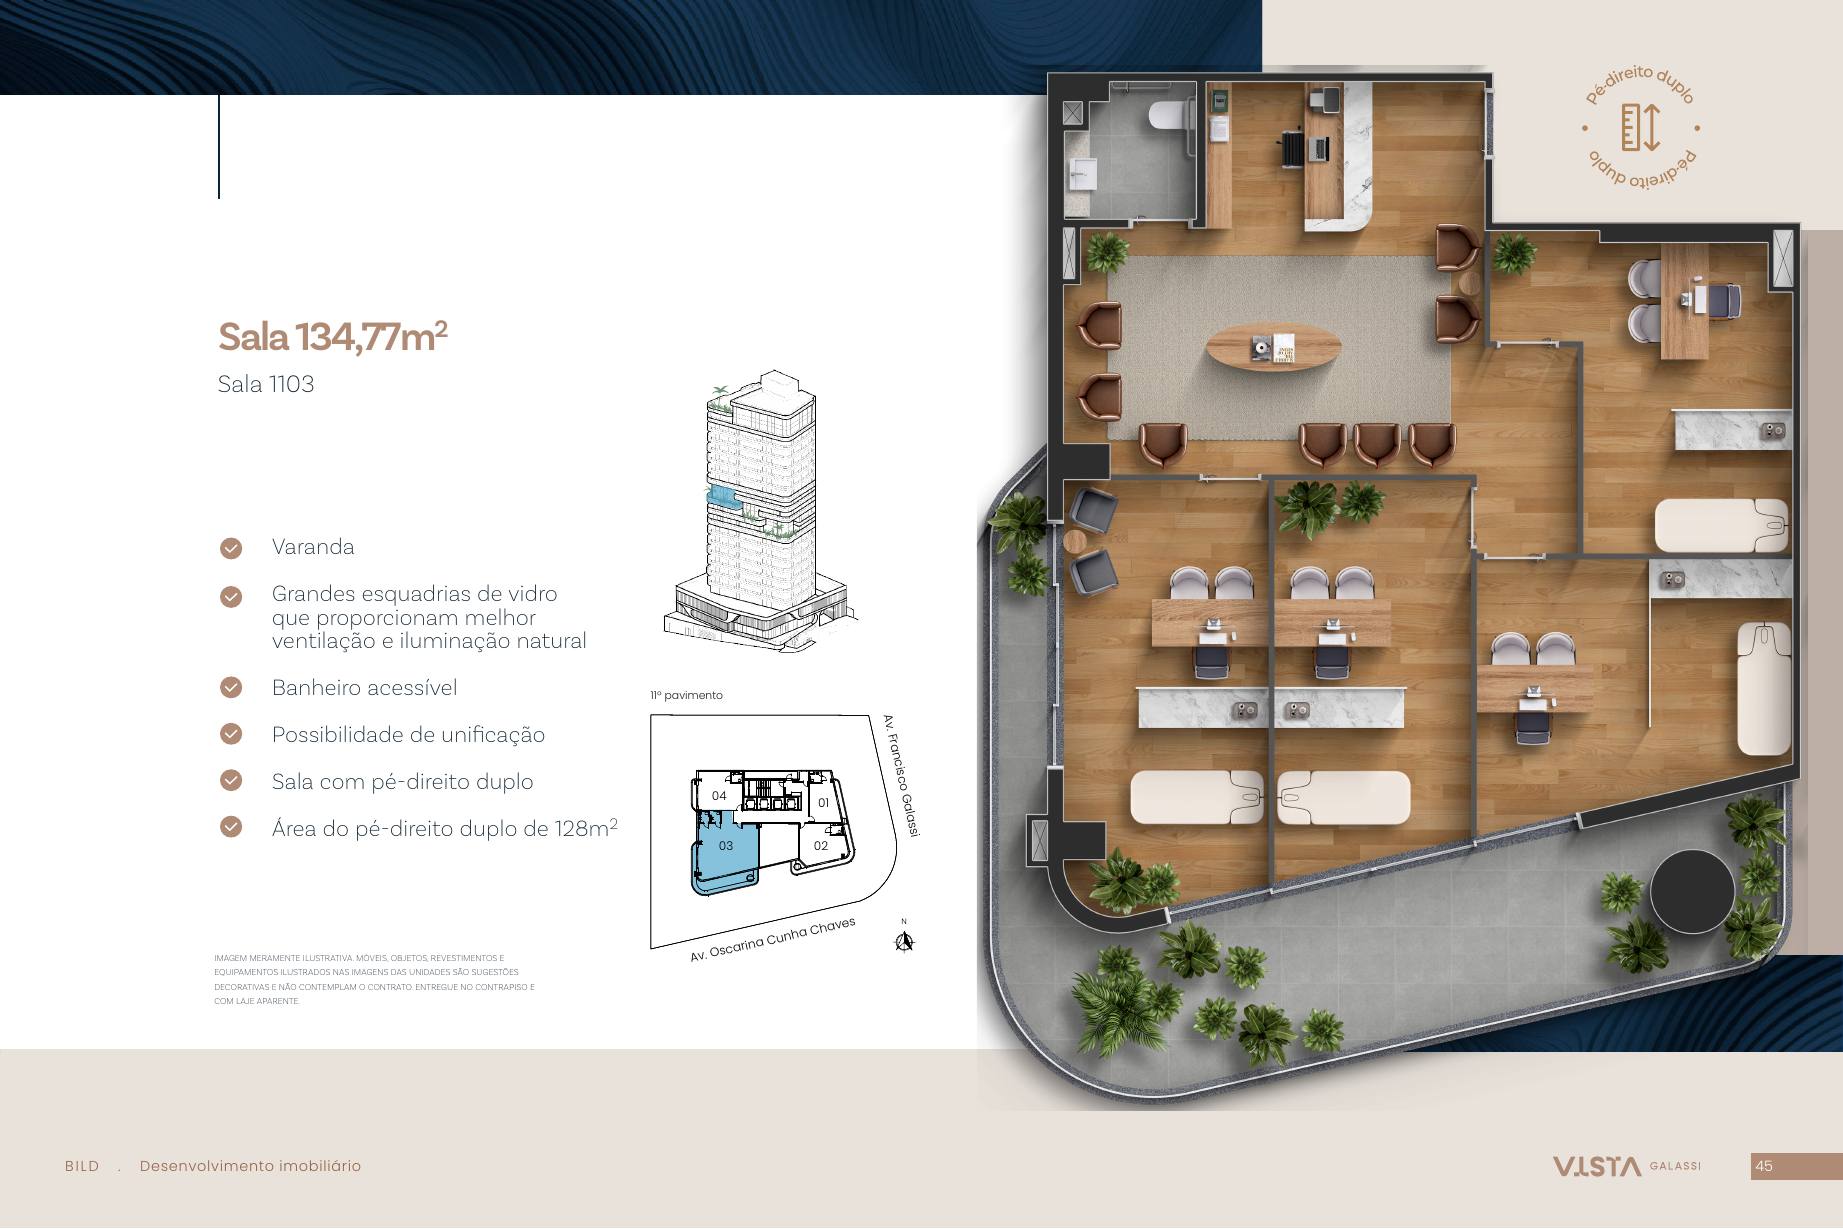 Pé-direito duplo
Pé-direito duplo
Sala 134,77m²
Sala 1103
Varanda
Grandes esquadrias de vidro
que proporcionam melhor
ventilação e iluminação natural
Banheiro acessível
Possibilidade de unificação
Sala com pé-direito duplo
Área do pé-direito duplo de 128m²
11º pavimento
Av. Francisco Galassi
04
01
03
02
N
Av. Oscarina Cunha Chaves
IMAGEM MERAMENTE ILUSTRATIVA. MÓVEIS, OBJETOS, REVESTIMENTOS E
EQUIPAMENTOS ILUSTRADOS NAS IMAGENS DAS UNIDADES SÃO SUGESTÕES
DECORATIVAS E NÃO CONTEMPLAM O CONTRATO. ENTREGUE NO CONTRAPISO E
COM LAJE APARENTE.
BILD . Desenvolvimento imobiliário
VISTA GALASSI
45